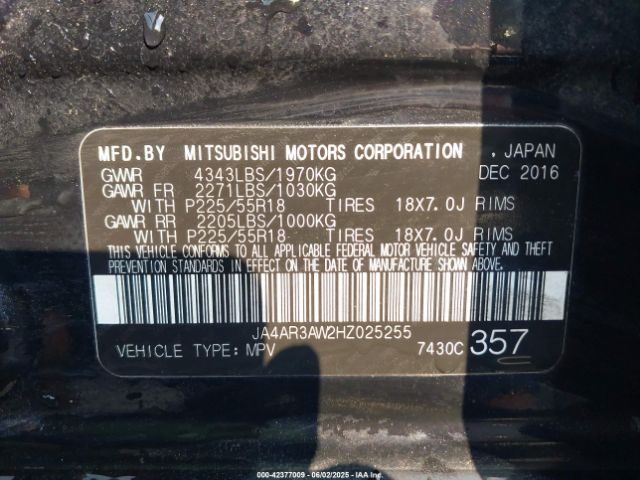 MFD.BY MITSUBISHI MOTORS CORPORATION , JAPAN
GVWR 4343LBS/1970KG DEC 2016
GAWR FR 2271LBS/1030KG
WITH P225/55R18 TIRES 18X7.0J RIMS
GAWR RR 2205LBS/1000KG
WITH P225/55R18 TIRES 18X7.0J RIMS
THIS VEHICLE CONFORMS TO ALL APPLICABLE FEDERAL MOTOR VEHICLE SAFETY AND THEFT
PREVENTION STANDARDS IN EFFECT ON THE DATE OF MANUFACTURE SHOWN ABOVE.
JA4AR3AW2HZ025255
VEHICLE TYPE: MPV 7430C 357
000-42377009 - 06/02/2025 - IAAI.com